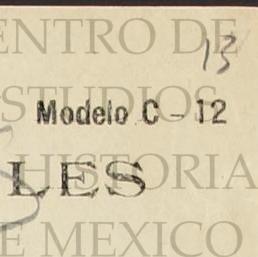 ENTRO DE
13
STUDIOS
Modelo C - 12
HISTORIA
LES
E MEXICO